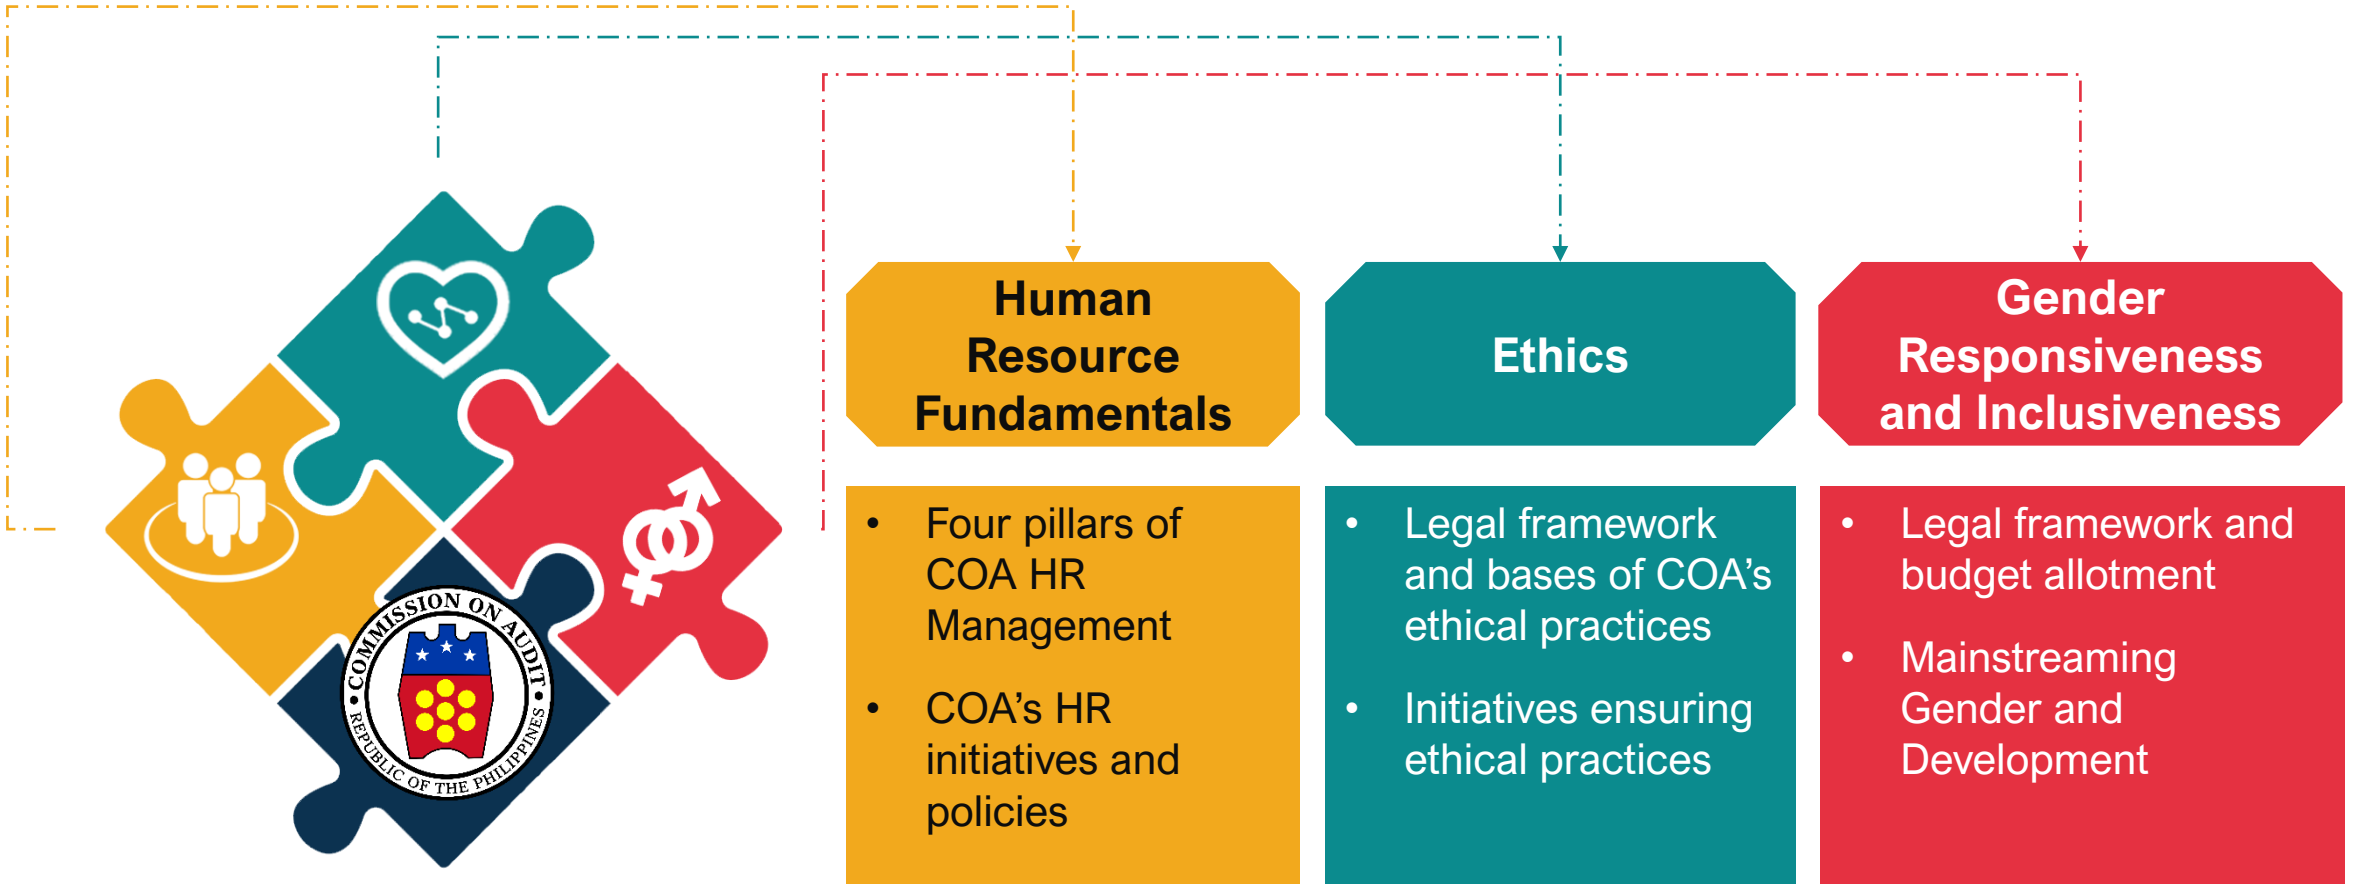 Human
Resource
Fundamentals
Ethics
Gender
Responsiveness
and Inclusiveness
• Four pillars of
COA HR
Management
• COA’s HR
initiatives and
policies
• Legal framework
and bases of COA’s
ethical practices
• Initiatives ensuring
ethical practices
• Legal framework and
budget allotment
• Mainstreaming
Gender and
Development
COMMISSION ON AUDIT
REPUBLIC OF THE PHILIPPINES